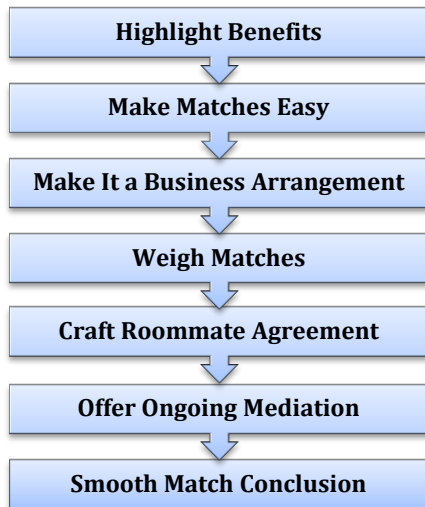 Highlight Benefits
Make Matches Easy
Make It a Business Arrangement
Weigh Matches
Craft Roommate Agreement
Offer Ongoing Mediation
Smooth Match Conclusion